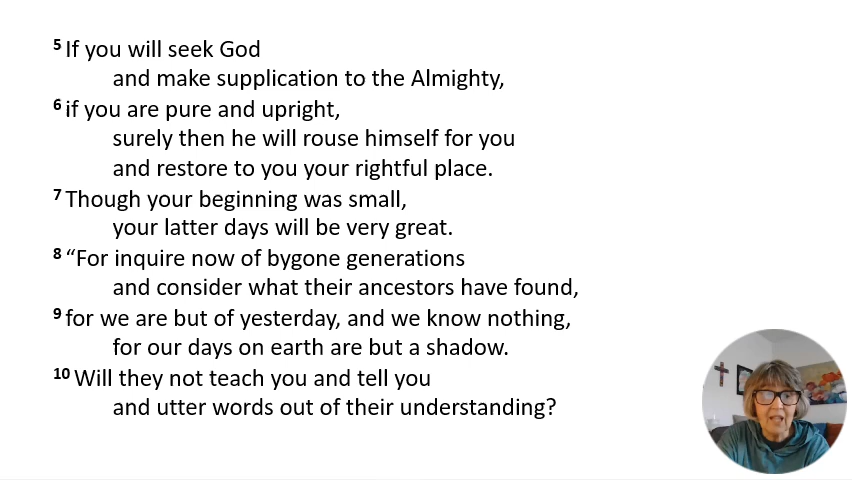 5 If you will seek God
and make supplication to the Almighty,
6 if you are pure and upright,
surely then he will rouse himself for you
and restore to you your rightful place.
7 Though your beginning was small,
your latter days will be very great.
8 “For inquire now of bygone generations
and consider what their ancestors have found,
9 for we are but of yesterday, and we know nothing,
for our days on earth are but a shadow.
10 Will they not teach you and tell you
and utter words out of their understanding?